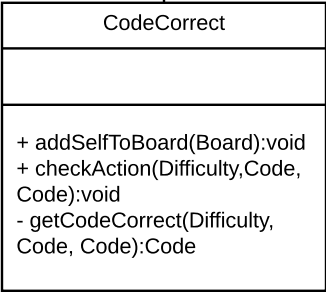 CodeCorrect
+ addSelfToBoard(Board):void
+ checkAction(Difficulty,Code,
Code):void
- getCodeCorrect(Difficulty,
Code, Code):Code